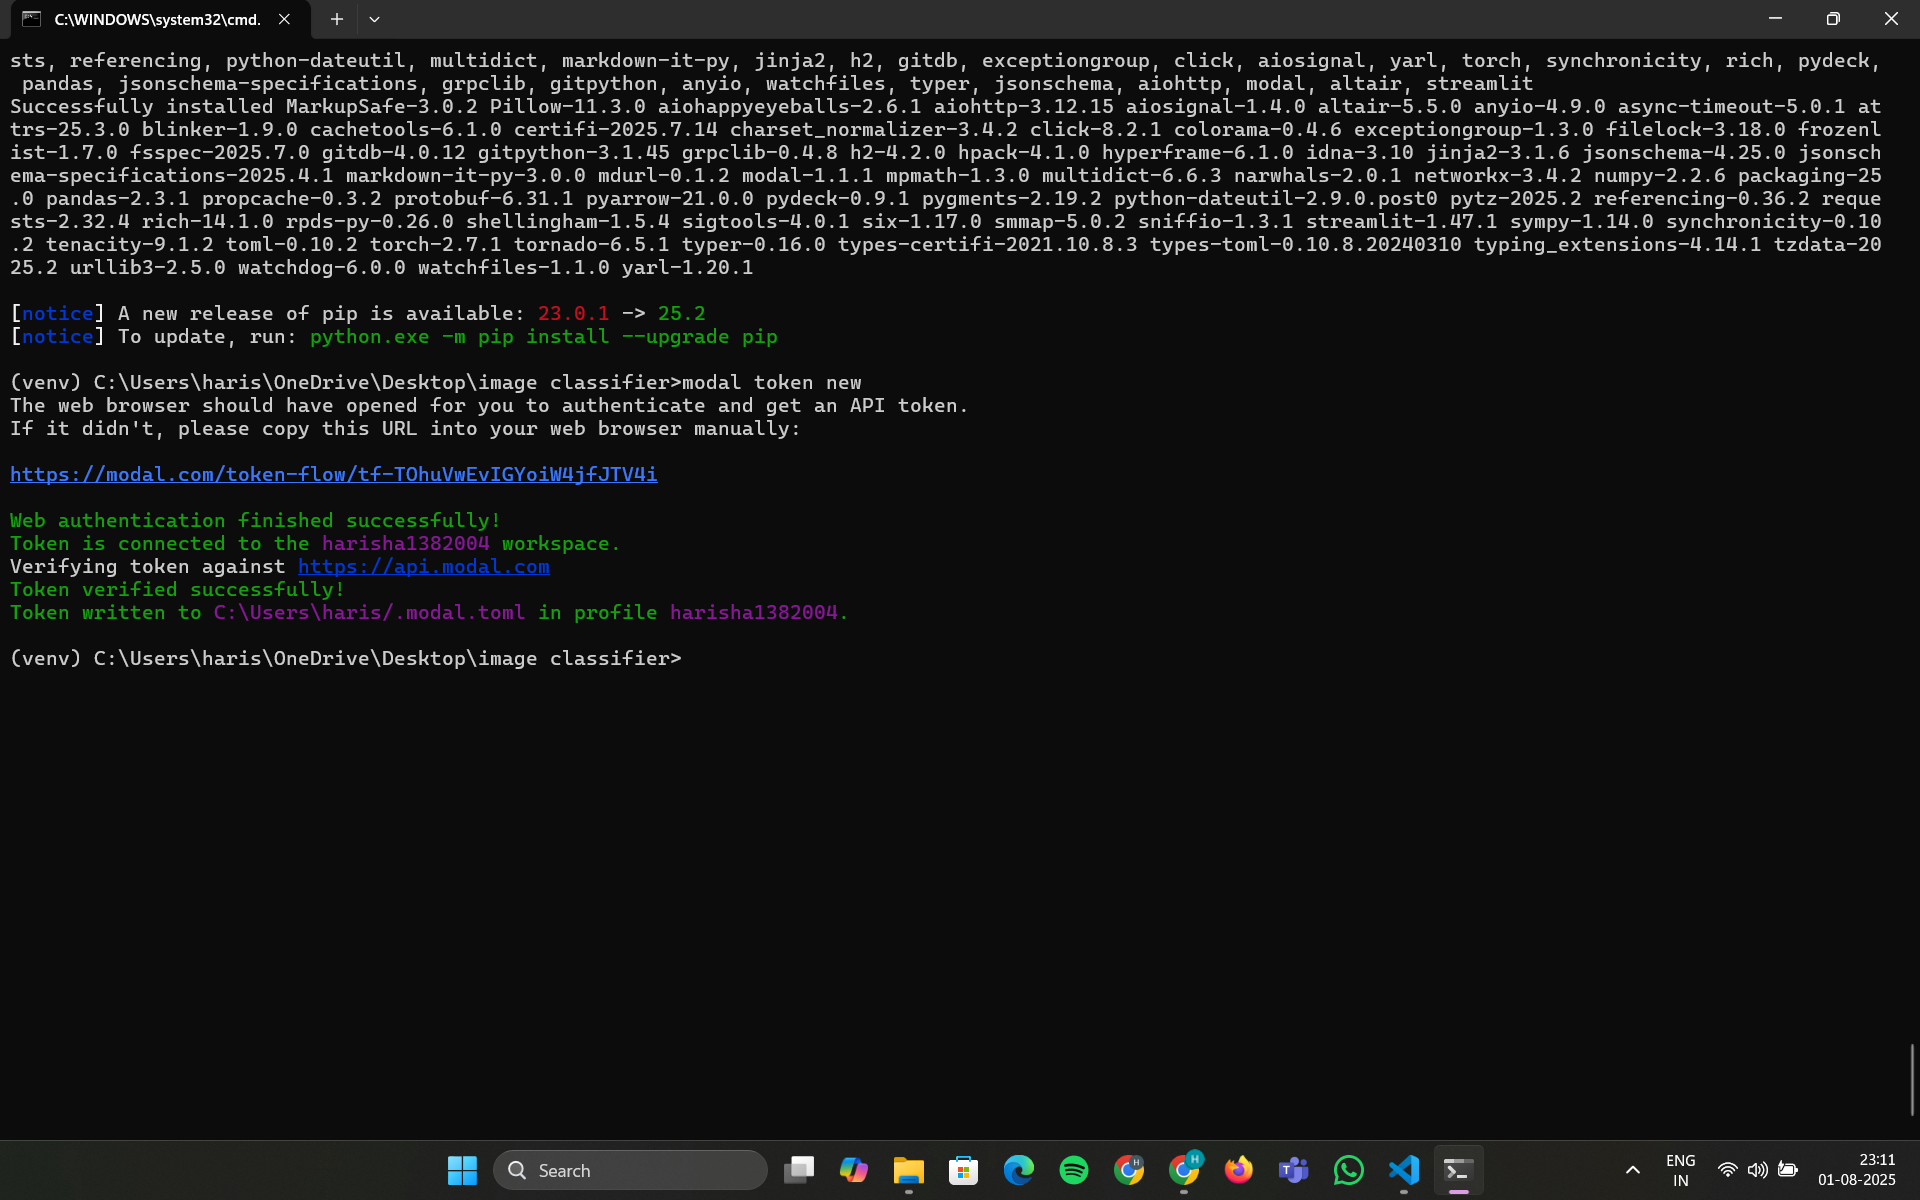 C:\WINDOWS\system32\cmd.
sts, referencing, python-dateutil, multidict, markdown-it-py, jinja2, h2, gitdb, exceptiongroup, click, aiosignal, yarl, torch, synchronicity, rich, pydeck,
pandas, jsonschema-specifications, grpclib, gitpython, anyio, watchfiles, typer, jsonschema, aiohttp, modal, altair, streamlit
Successfully installed MarkupSafe-3.0.2 Pillow-11.3.0 aiohappyeyeballs-2.6.1 aiohttp-3.12.15 aiosignal-1.4.0 altair-5.5.0 anyio-4.9.0 async-timeout-5.0.1 at
trs-25.3.0 blinker-1.9.0 cachetools-6.1.0 certifi-2025.7.14 charset_normalizer-3.4.2 click-8.2.1 colorama-0.4.6 exceptiongroup-1.3.0 filelock-3.18.0 frozenl
ist-1.7.0 fsspec-2025.7.0 gitdb-4.0.12 gitpython-3.1.45 grpclib-0.4.8 h2-4.2.0 hpack-4.1.0 hyperframe-6.1.0 idna-3.10 jinja2-3.1.6 jsonschema-4.25.0 jsonsch
ema-specifications-2025.4.1 markdown-it-py-3.0.0 mdurl-0.1.2 modal-1.1.1 mpmath-1.3.0 multidict-6.6.3 narwhals-2.0.1 networkx-3.4.2 numpy-2.2.6 packaging-25
.0 pandas-2.3.1 propcache-0.3.2 protobuf-6.31.1 pyarrow-21.0.0 pydeck-0.9.1 pygments-2.19.2 python-dateutil-2.9.0.post0 pytz-2025.2 referencing-0.36.2 reque
sts-2.32.4 rich-14.1.0 rpds-py-0.26.0 shellingham-1.5.4 sigtools-4.0.1 six-1.17.0 smmap-5.0.2 sniffio-1.3.1 streamlit-1.47.1 sympy-1.14.0 synchronicity-0.10
.2 tenacity-9.1.2 toml-0.10.2 torch-2.7.1 tornado-6.5.1 typer-0.16.0 types-certifi-2021.10.8.3 types-toml-0.10.8.20240310 typing_extensions-4.14.1 tzdata-20
25.2 urllib3-2.5.0 watchdog-6.0.0 watchfiles-1.1.0 yarl-1.20.1
[notice] A new release of pip is available: 23.0.1 -> 25.2
[notice] To update, run: python.exe -m pip install --upgrade pip
(venv) C:\Users\haris\OneDrive\Desktop\image classifier>modal token new
The web browser should have opened for you to authenticate and get an API token.
If it didn't, please copy this URL into your web browser manually:
https://modal.com/token-flow/tf-TOhuVwEvIGYoiW4jfJTV4i
Web authentication finished successfully!
Token is connected to the harisha1382004 workspace.
Verifying token against https://api.modal.com
Token verified successfully!
Token written to C:\Users\haris/.modal.toml in profile harisha1382004.
(venv) C:\Users\haris\OneDrive\Desktop\image classifier>
Search
ENG
IN
23:11
01-08-2025